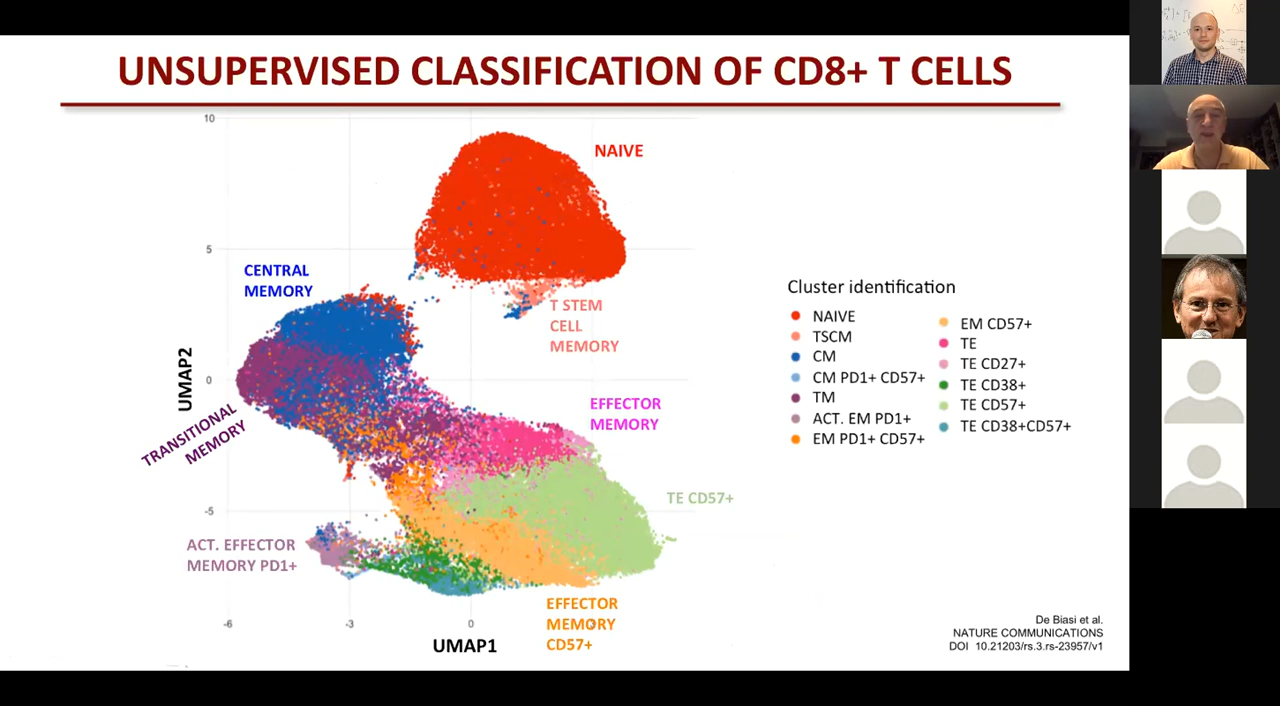 UNSUPERVISED CLASSIFICATION OF CD8+ T CELLS
10
5
0
-5
-6
-3
0
UMAP2
UMAP1
NAIVE
CENTRAL
MEMORY
T STEM
CELL
MEMORY
TRANSITIONAL
MEMORY
EFFECTOR
MEMORY
TE CD57+
ACT. EFFECTOR
MEMORY PD1+
EFFECTOR
MEMORY
CD57+
Cluster identification
NAIVE
TSCM
CM
CM PD1+ CD57+
TM
ACT. EM PD1+
EM PD1+ CD57+
EM CD57+
TE
TE CD27+
TE CD38+
TE CD57+
TE CD38+CD57+
De Biasi et al.
NATURE COMMUNICATIONS
DOI 10.21203/rs.3.rs-23957/v1